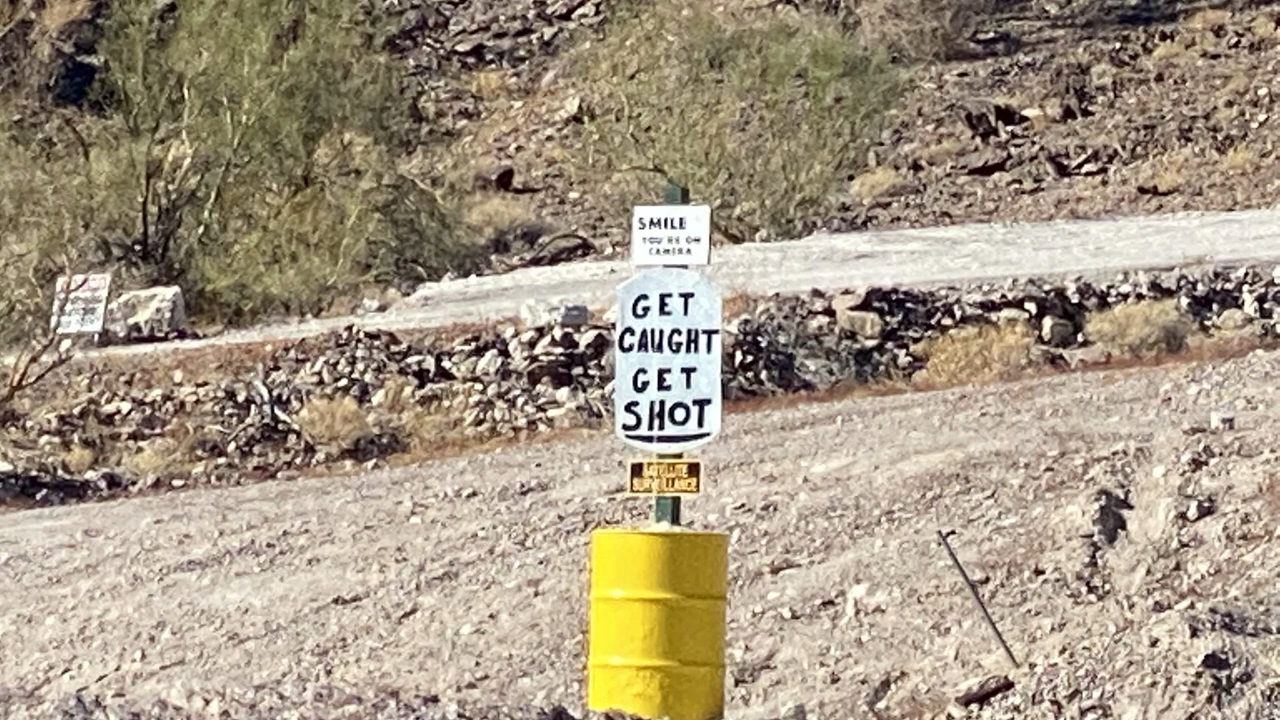 SMILE
YOU'RE ON
CAMERA
GET
CAUGHT
GET
SHOT
SATELLITE
SURVEILLANCE